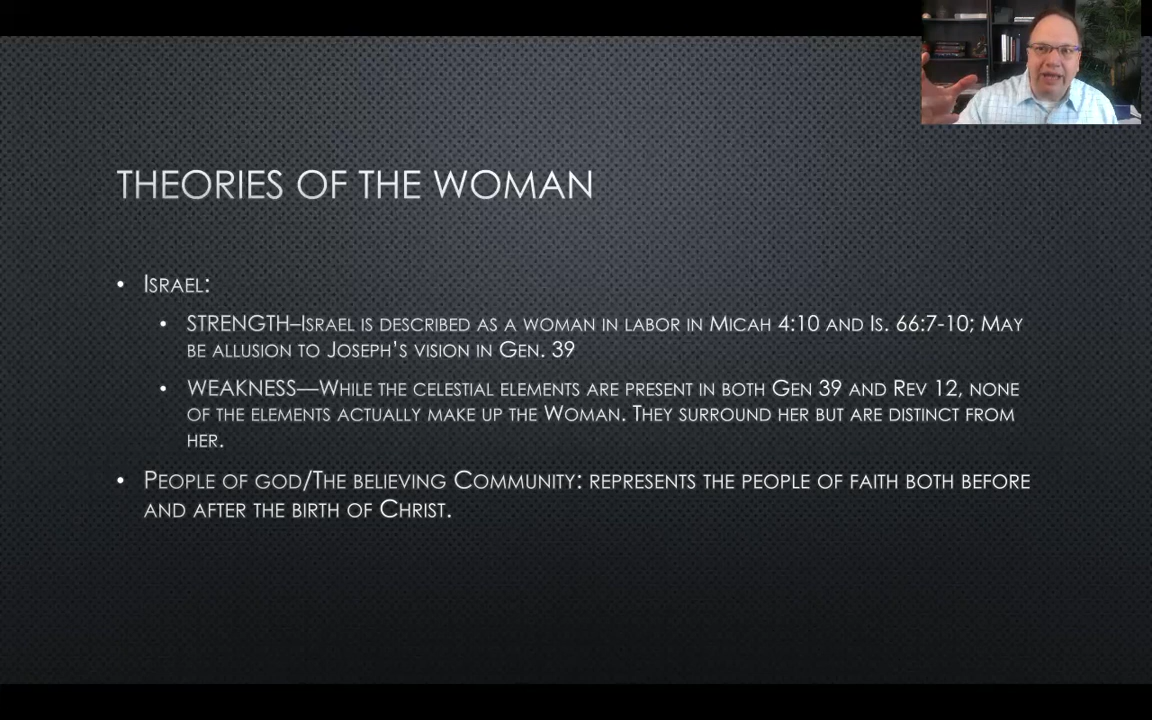 THEORIES OF THE WOMAN
• ISRAEL:
• STRENGTH–ISRAEL IS DESCRIBED AS A WOMAN IN LABOR IN MICAH 4:10 AND IS. 66:7-10; MAY
BE ALLUSION TO JOSEPH'S VISION IN GEN. 39
• WEAKNESS—WHILE THE CELESTIAL ELEMENTS ARE PRESENT IN BOTH GEN 39 AND REV 12, NONE
OF THE ELEMENTS ACTUALLY MAKE UP THE WOMAN. THEY SURROUND HER BUT ARE DISTINCT FROM
HER.
• PEOPLE OF GOD/THE BELIEVING COMMUNITY: REPRESENTS THE PEOPLE OF FAITH BOTH BEFORE
AND AFTER THE BIRTH OF CHRIST.